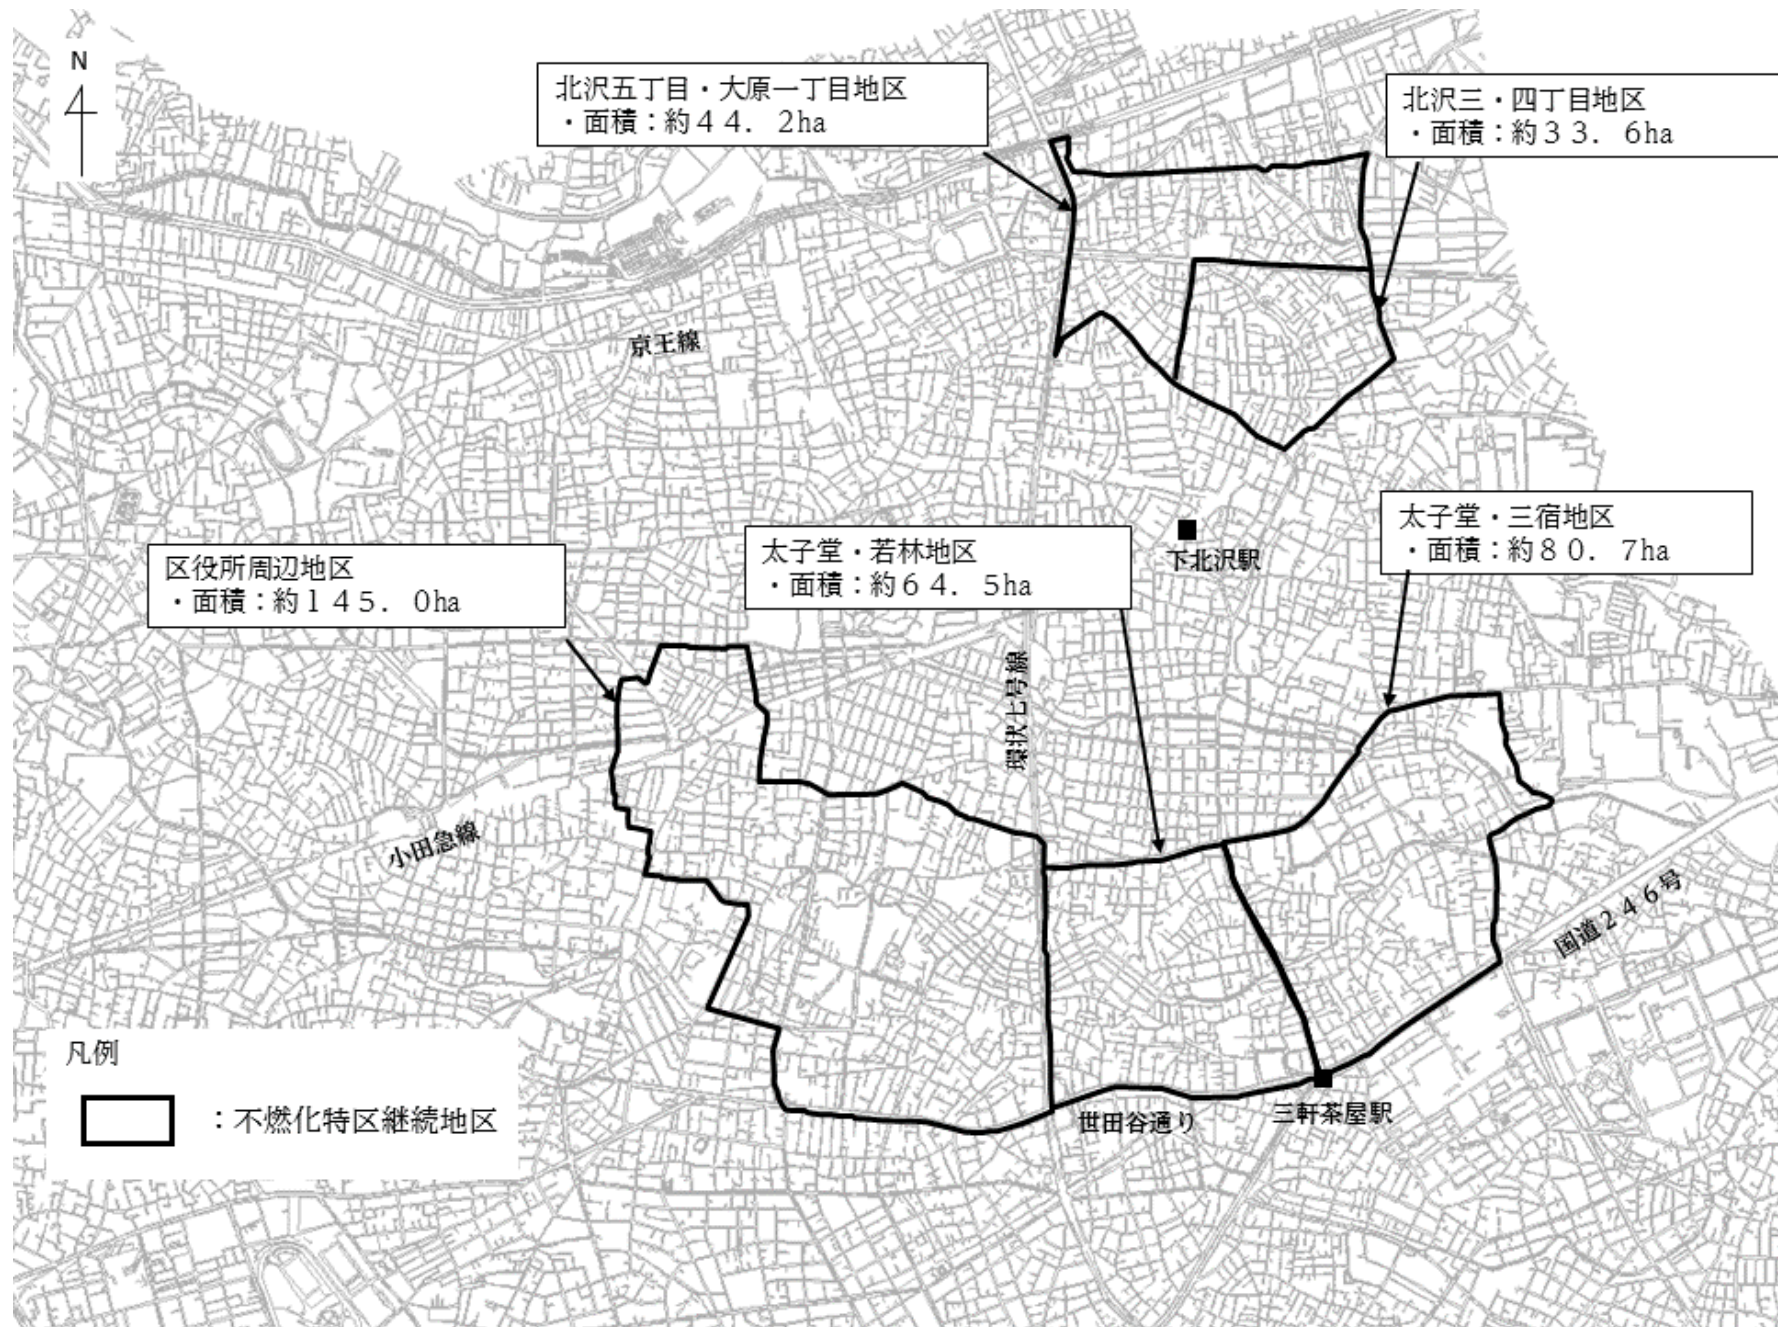 N
北沢五丁目・大原一丁目地区
・面積：約４４．２ha
北沢三・四丁目地区
・面積：約３３．６ha
京王線
太子堂・三宿地区
・面積：約８０．７ha
太子堂・若林地区
・面積：約６４．５ha
下北沢駅
区役所周辺地区
・面積：約１４５．０ha
環状七号線
小田急線
国道２４６号
凡例
：不燃化特区継続地区
世田谷通り
三軒茶屋駅